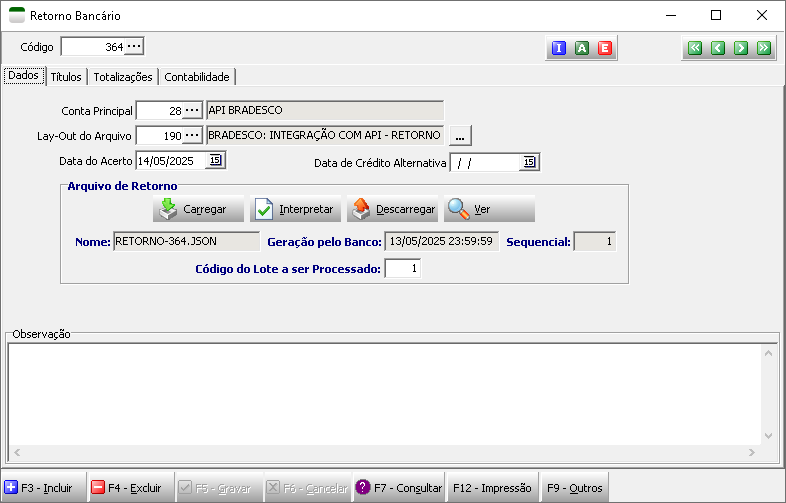 Retorno Bancário
Código 364 ... I A E
Dados Títulos Totalizações Contabilidade
Conta Principal 28 ... API BRADESCO
Lay-Out do Arquivo 190 ... BRADESCO: INTEGRAÇÃO COM API - RETORNO ...
Data do Acerto 14/05/2025 15 Data de Crédito Alternativa / / 15
Arquivo de Retorno
Carregar Interpretar Descarregar Ver
Nome: RETORNO-364.JSON Geração pelo Banco: 13/05/2025 23:59:59 Sequencial: 1
Código do Lote a ser Processado: 1
Observação
F3 - Incluir F4 - Excluir F5 - Gravar F6 - Cancelar ? F7 - Consultar F12 - Impressão F9 - Outros